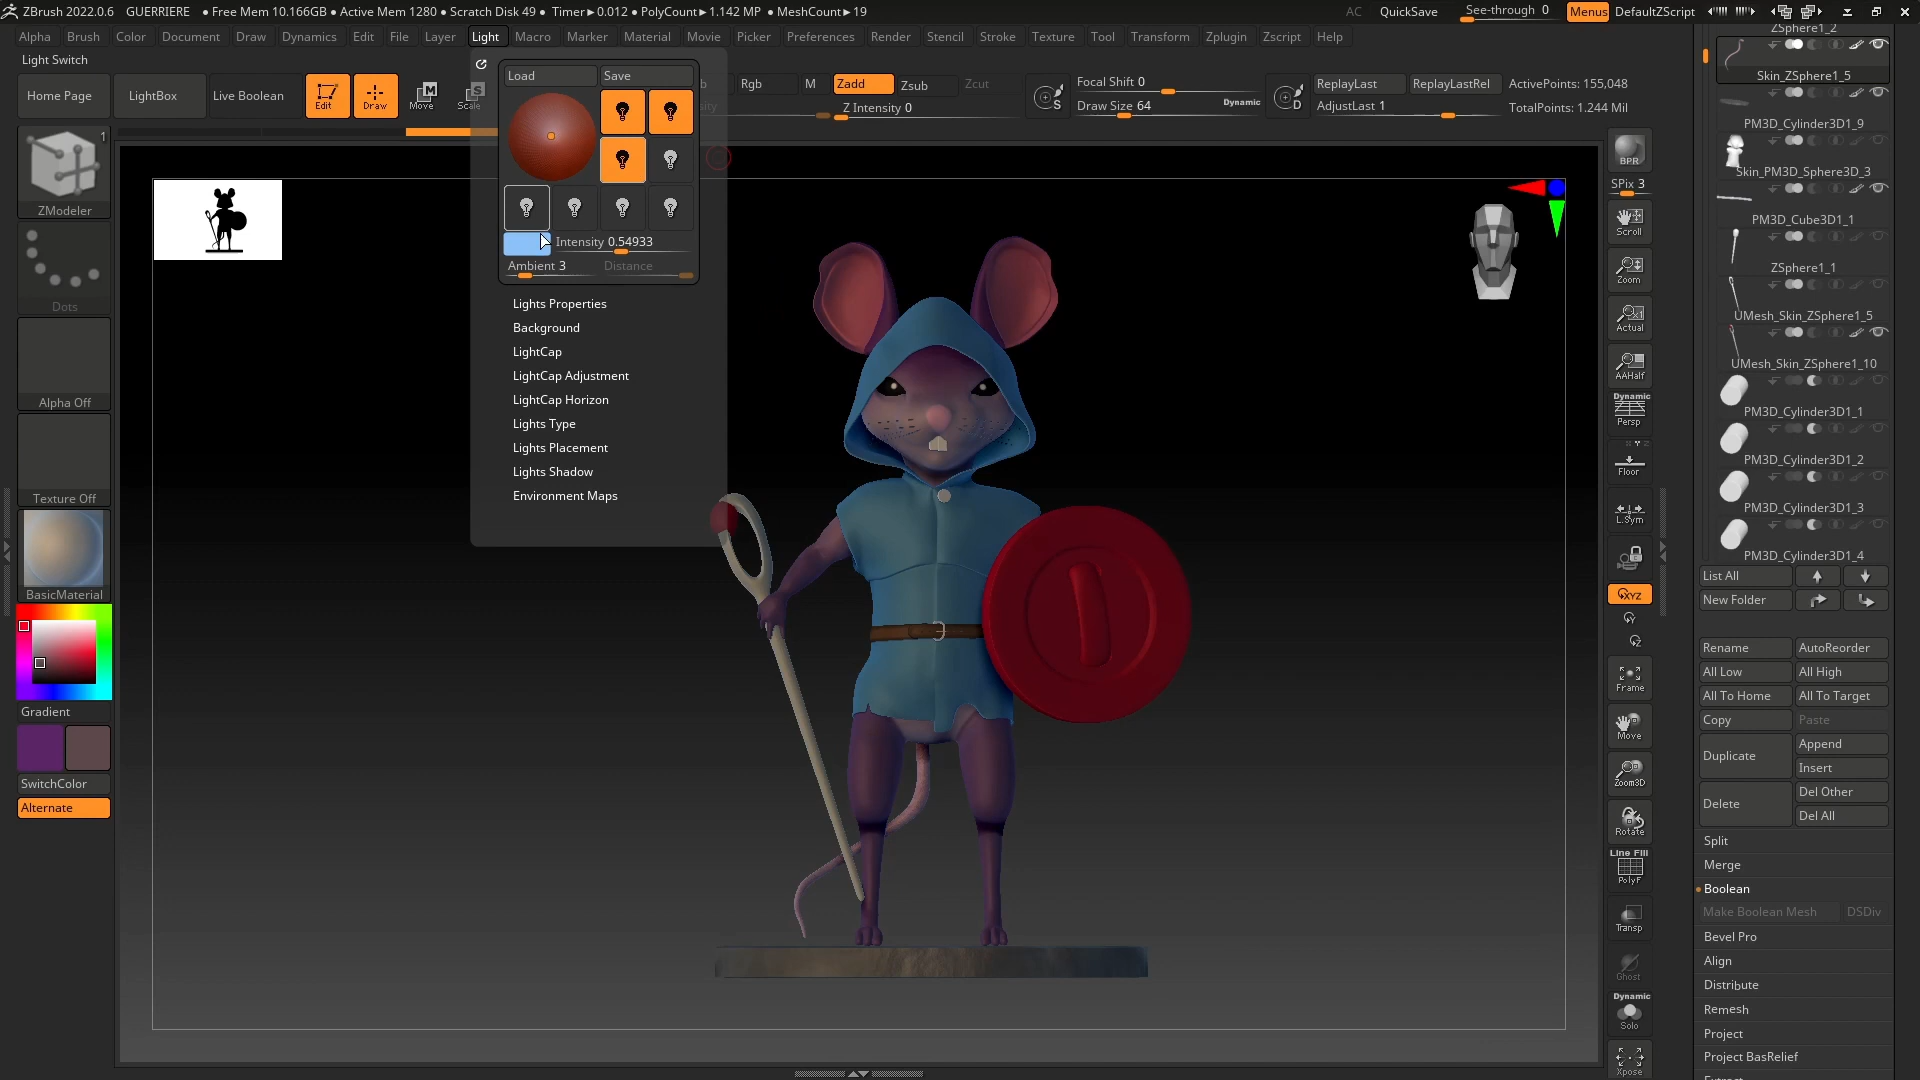 ZBrush 2022.0.6 GUERRIERE • Free Mem 10.166GB • Active Mem 1280 • Scratch Disk 49 • Timer►0.012 • PolyCount►1.142 MP • MeshCount►19 AC QuickSave See-through 0 Menus DefaultZScript
Alpha Brush Color Document Draw Dynamics Edit File Layer Light Macro Marker Material Movie Picker Preferences Render Stencil Stroke Texture Tool Transform Zplugin Zscript Help
Light Switch
Home Page LightBox Live Boolean Edit Draw Move Scale
Load Save
Rgb M Zadd Zsub Zcut
Z Intensity 0
Focal Shift 0
Draw Size 64 Dynamic
ReplayLast ReplayLastRel
AdjustLast 1
ActivePoints: 155,048
TotalPoints: 1.244 Mil
Intensity 0.54933
Ambient 3 Distance
Lights Properties
Background
LightCap
LightCap Adjustment
LightCap Horizon
Lights Type
Lights Placement
Lights Shadow
Environment Maps
1
ZModeler
Dots
Alpha Off
Texture Off
BasicMaterial
Gradient
SwitchColor
Alternate
BPR
SPix 3
Scroll
Zoom
Actual
AAHalf
Dynamic
Persp
Floor
L.Sym
XYZ
Y
Z
Frame
Move
Zoom3D
Rotate
Line Fill
PolyF
Transp
Ghost
Dynamic
Solo
Xpose
ZSphere1_2
Skin_ZSphere1_5
PM3D_Cylinder3D1_9
Skin_PM3D_Sphere3D_3
PM3D_Cube3D1_1
ZSphere1_1
UMesh_Skin_ZSphere1_5
UMesh_Skin_ZSphere1_10
PM3D_Cylinder3D1_1
PM3D_Cylinder3D1_2
PM3D_Cylinder3D1_3
PM3D_Cylinder3D1_4
List All
New Folder
Rename AutoReorder
All Low All High
All To Home All To Target
Copy Paste
Duplicate Append
Insert
Delete Del Other
Del All
Split
Merge
Boolean
Make Boolean Mesh DSDiv
Bevel Pro
Align
Distribute
Remesh
Project
Project BasRelief